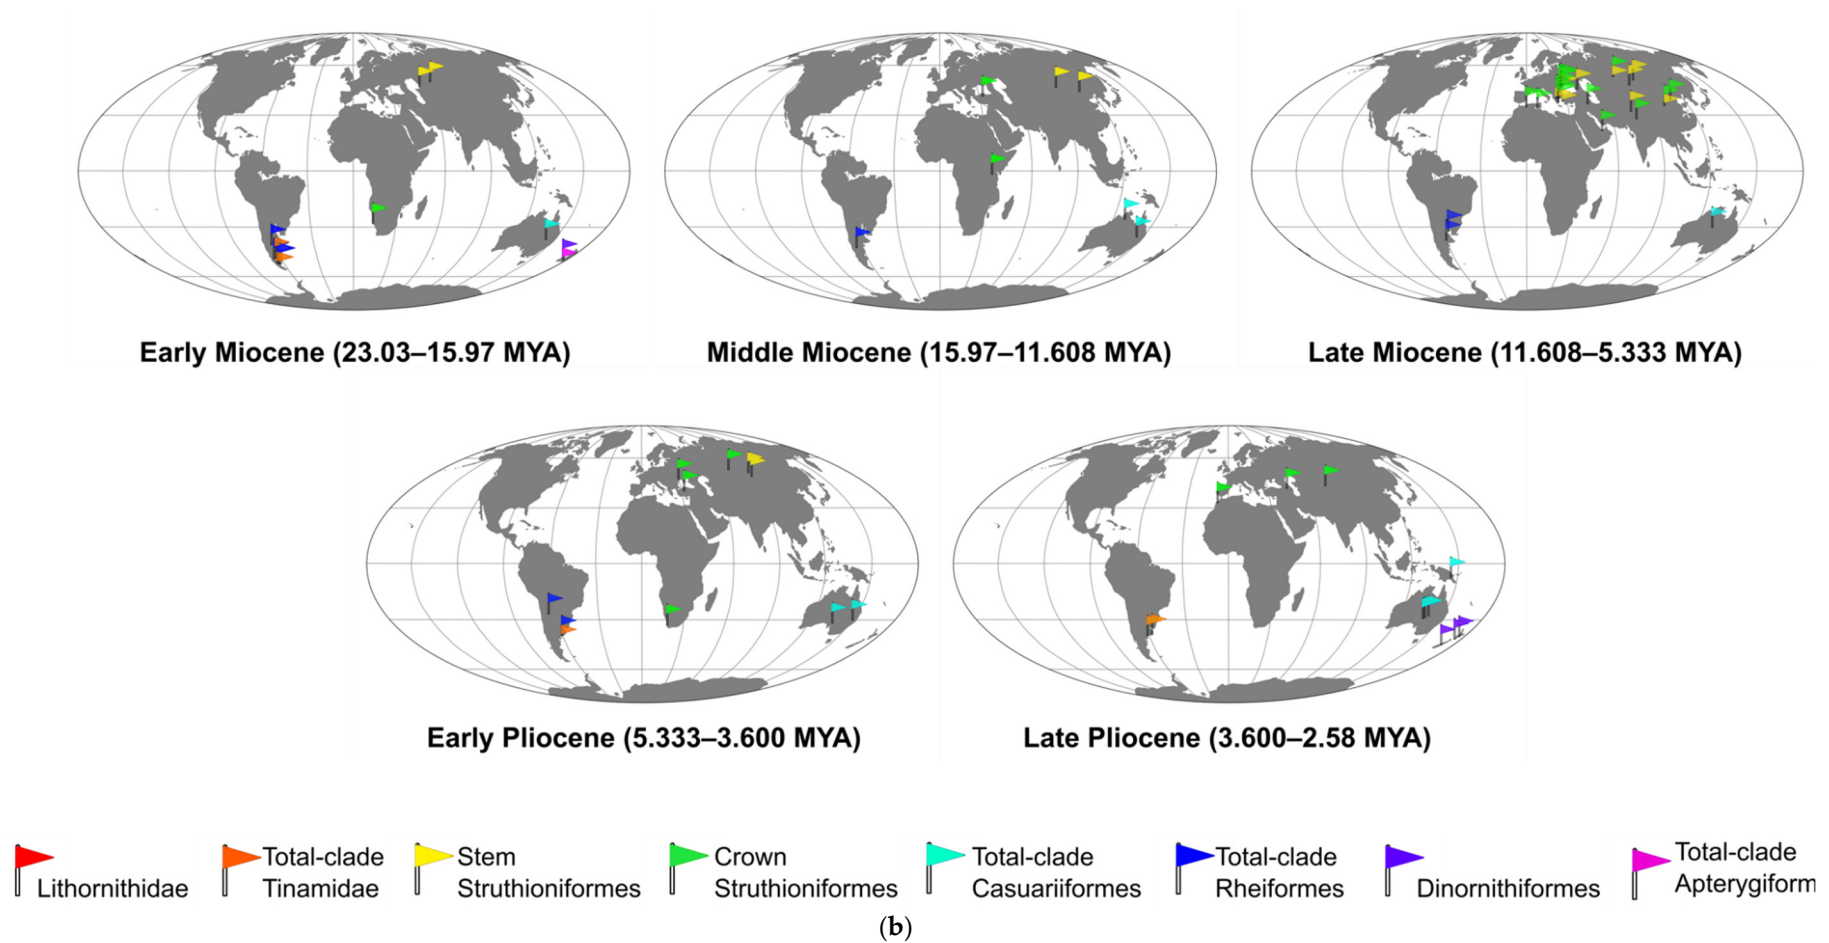 Early Miocene (23.03–15.97 MYA)
Middle Miocene (15.97–11.608 MYA)
Late Miocene (11.608–5.333 MYA)
Early Pliocene (5.333–3.600 MYA)
Late Pliocene (3.600–2.58 MYA)
Lithornithidae
Total-clade
Tinamidae
Stem
Struthioniformes
Crown
Struthioniformes
Total-clade
Casuariiformes
Total-clade
Rheiformes
Dinornithiformes
Total-clade
Apterygiform
(b)